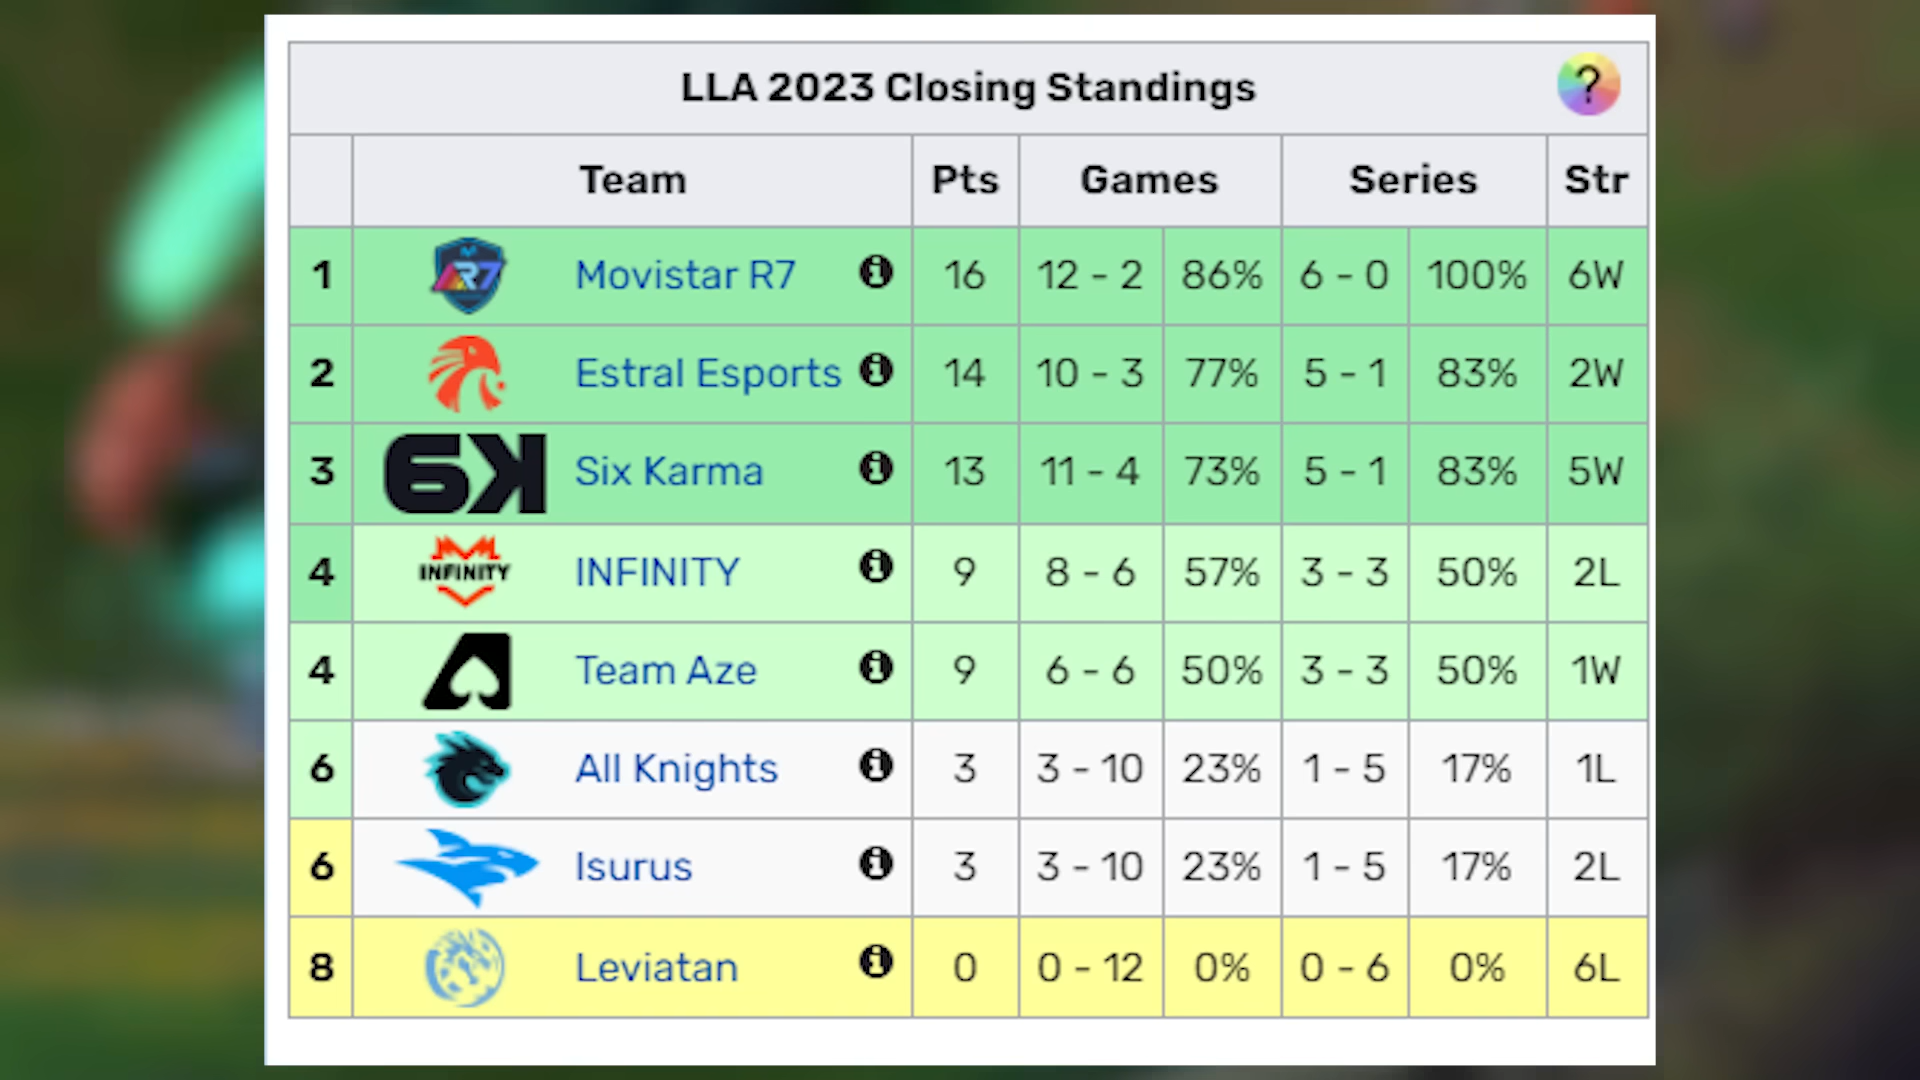 LLA 2023 Closing Standings ?
Team Pts Games Series Str
1 R7 Movistar R7 i 16 12 - 2 86% 6 - 0 100% 6W
2 Estral Esports i 14 10 - 3 77% 5 - 1 83% 2W
3 6K Six Karma i 13 11 - 4 73% 5 - 1 83% 5W
4 INFINITY INFINITY i 9 8 - 6 57% 3 - 3 50% 2L
4 Team Aze i 9 6 - 6 50% 3 - 3 50% 1W
6 All Knights i 3 3 - 10 23% 1 - 5 17% 1L
6 Isurus i 3 3 - 10 23% 1 - 5 17% 2L
8 Leviatan i 0 0 - 12 0% 0 - 6 0% 6L